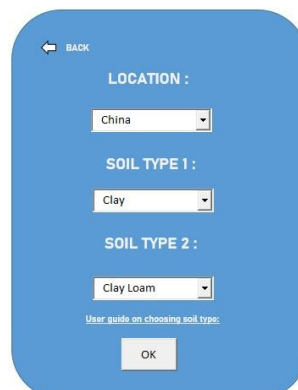 BACK
LOCATION :
China
SOIL TYPE 1 :
Clay
SOIL TYPE 2 :
Clay Loam
User guide on choosing soil type:
OK